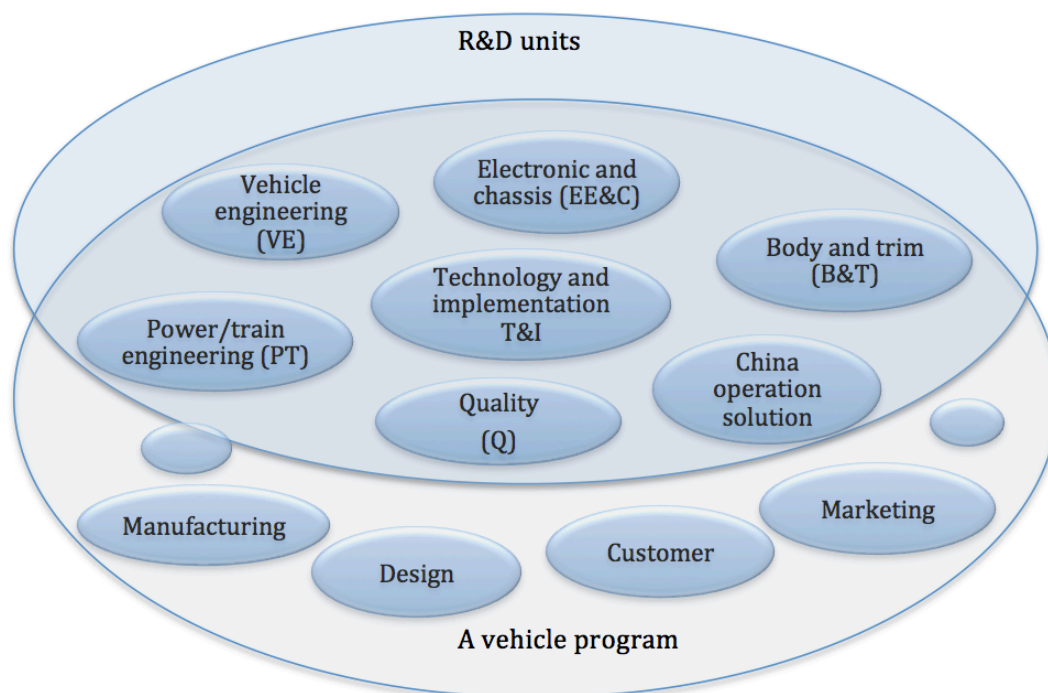 R&D units
Electronic and
chassis (EE&C)
Vehicle
engineering
(VE)
Body and trim
(B&T)
Technology and
implementation
T&I
Power/train
engineering (PT)
China
operation
solution
Quality
(Q)
Marketing
Manufacturing
Customer
Design
A vehicle program